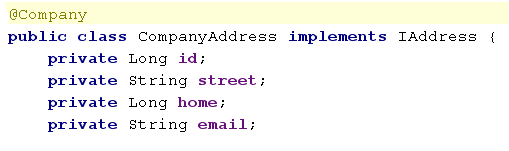 @Company
public class CompanyAddress implements IAddress {
    private Long id;
    private String street;
    private Long home;
    private String email;